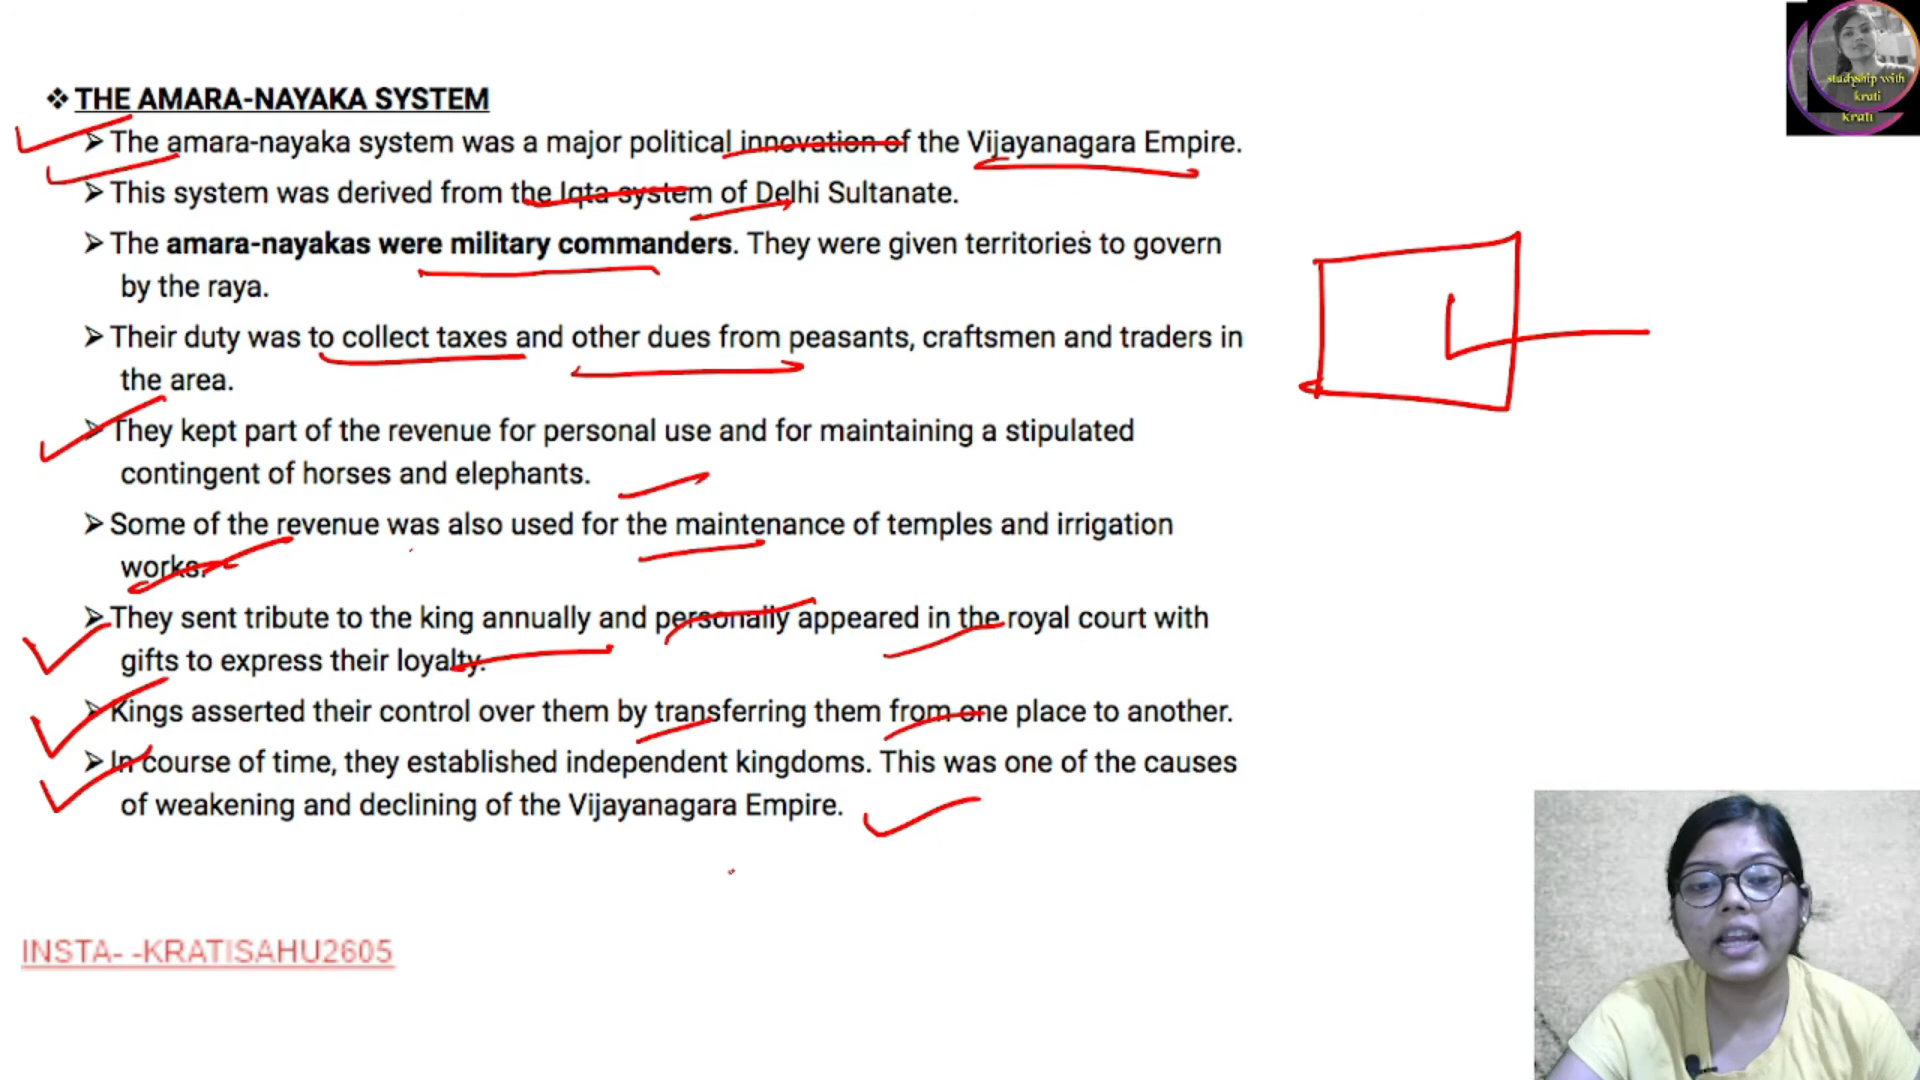 ❖ THE AMARA-NAYAKA SYSTEM
➢ The amara-nayaka system was a major political innovation of the Vijayanagara Empire.
➢ This system was derived from the Iqta system of Delhi Sultanate.
➢ The amara-nayakas were military commanders. They were given territories to govern
by the raya.
➢ Their duty was to collect taxes and other dues from peasants, craftsmen and traders in
the area.
➢ They kept part of the revenue for personal use and for maintaining a stipulated
contingent of horses and elephants.
➢ Some of the revenue was also used for the maintenance of temples and irrigation
works.
➢ They sent tribute to the king annually and personally appeared in the royal court with
gifts to express their loyalty.
➢ Kings asserted their control over them by transferring them from one place to another.
➢ In course of time, they established independent kingdoms. This was one of the causes
of weakening and declining of the Vijayanagara Empire.
INSTA- -KRATISAHU2605
studyship with
krati
krati